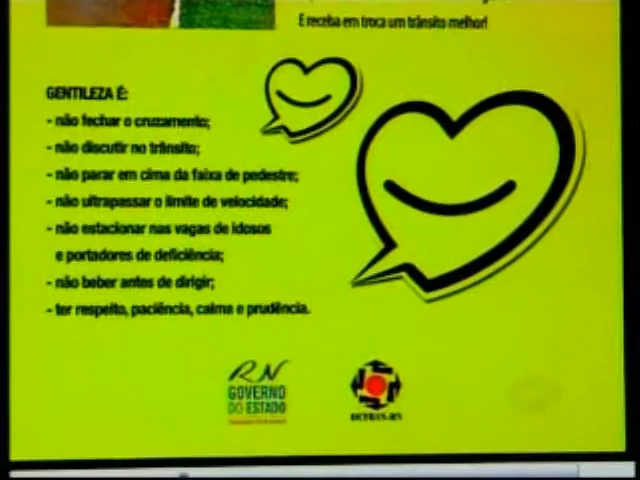 E receba em troca um trânsito melhor!
GENTILEZA É:
- não fechar o cruzamento;
- não discutir no trânsito;
- não parar em cima da faixa de pedestre;
- não ultrapassar o limite de velocidade;
- não estacionar nas vagas de idosos
e portadores de deficiência;
- não beber antes de dirigir;
- ter respeito, paciência, calma e prudência.
RN
GOVERNO
DO ESTADO
DETRAN-RN